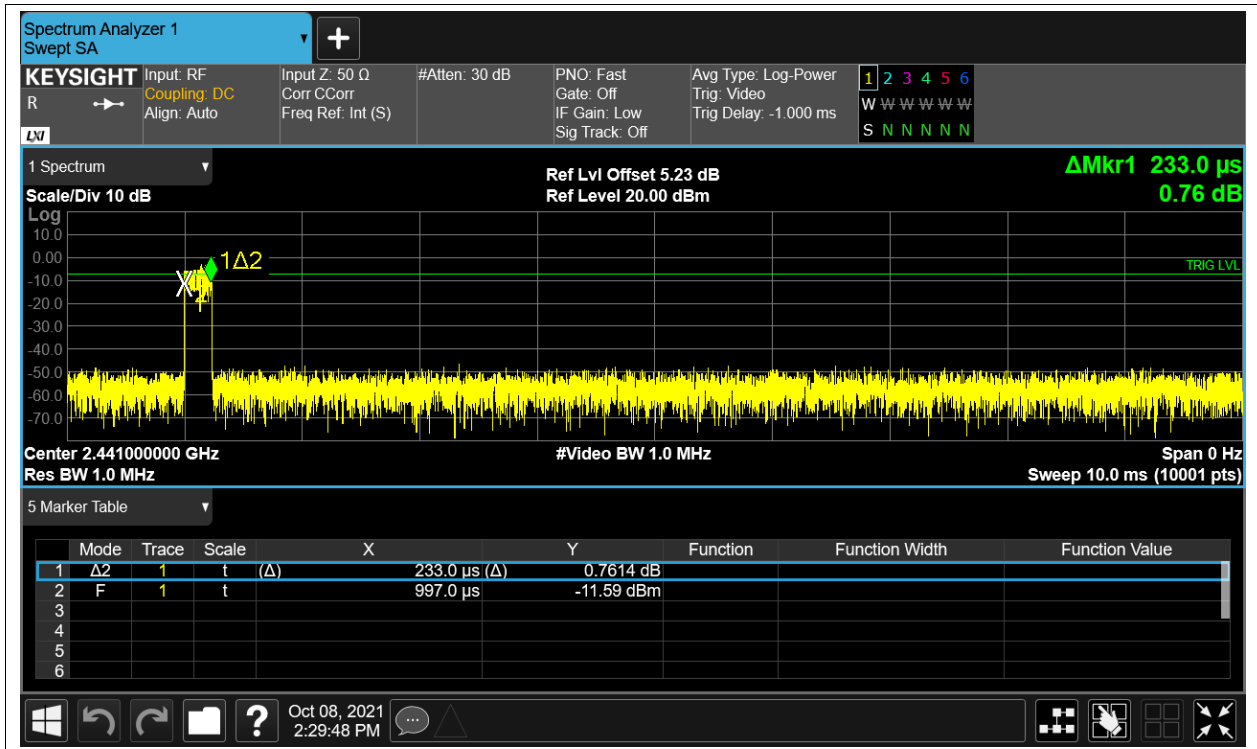 Spectrum Analyzer 1
Swept SA
KEYSIGHT
R
LXI
Input: RF
Coupling: DC
Align: Auto
Input Z: 50 Ω
Corr CCorr
Freq Ref: Int (S)
#Atten: 30 dB
PNO: Fast
Gate: Off
IF Gain: Low
Sig Track: Off
Avg Type: Log-Power
Trig: Video
Trig Delay: -1.000 ms
1 2 3 4 5 6
W W W W W W
S N N N N N
1 Spectrum
Scale/Div 10 dB
Ref Lvl Offset 5.23 dB
Ref Level 20.00 dBm
ΔMkr1 233.0 µs
0.76 dB
Log
10.0
0.00
-10.0
-20.0
-30.0
-40.0
-50.0
-60.0
-70.0
1Δ2
TRIG LVL
Center 2.441000000 GHz
#Video BW 1.0 MHz
Span 0 Hz
Res BW 1.0 MHz
Sweep 10.0 ms (10001 pts)
5 Marker Table
Mode Trace Scale X Y Function Function Width Function Value
1 Δ2 1 t (Δ) 233.0 µs (Δ) 0.7614 dB
2 F 1 t 997.0 µs -11.59 dBm
3
4
5
6
?
Oct 08, 2021
2:29:48 PM